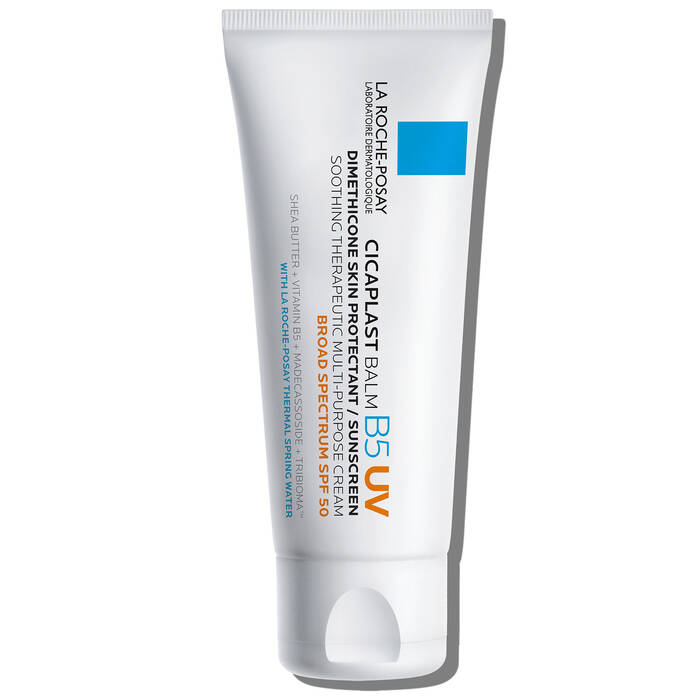 LA ROCHE-POSAY
LABORATOIRE DERMATOLOGIQUE
CICAPLAST BALM B5 UV
DIMETHICONE SKIN PROTECTANT / SUNSCREEN
SOOTHING THERAPEUTIC MULTI-PURPOSE CREAM
BROAD SPECTRUM SPF 50
SHEA BUTTER + VITAMIN B5 + MADECASSOSIDE + TRIBIOMA™
WITH LA ROCHE-POSAY THERMAL SPRING WATER